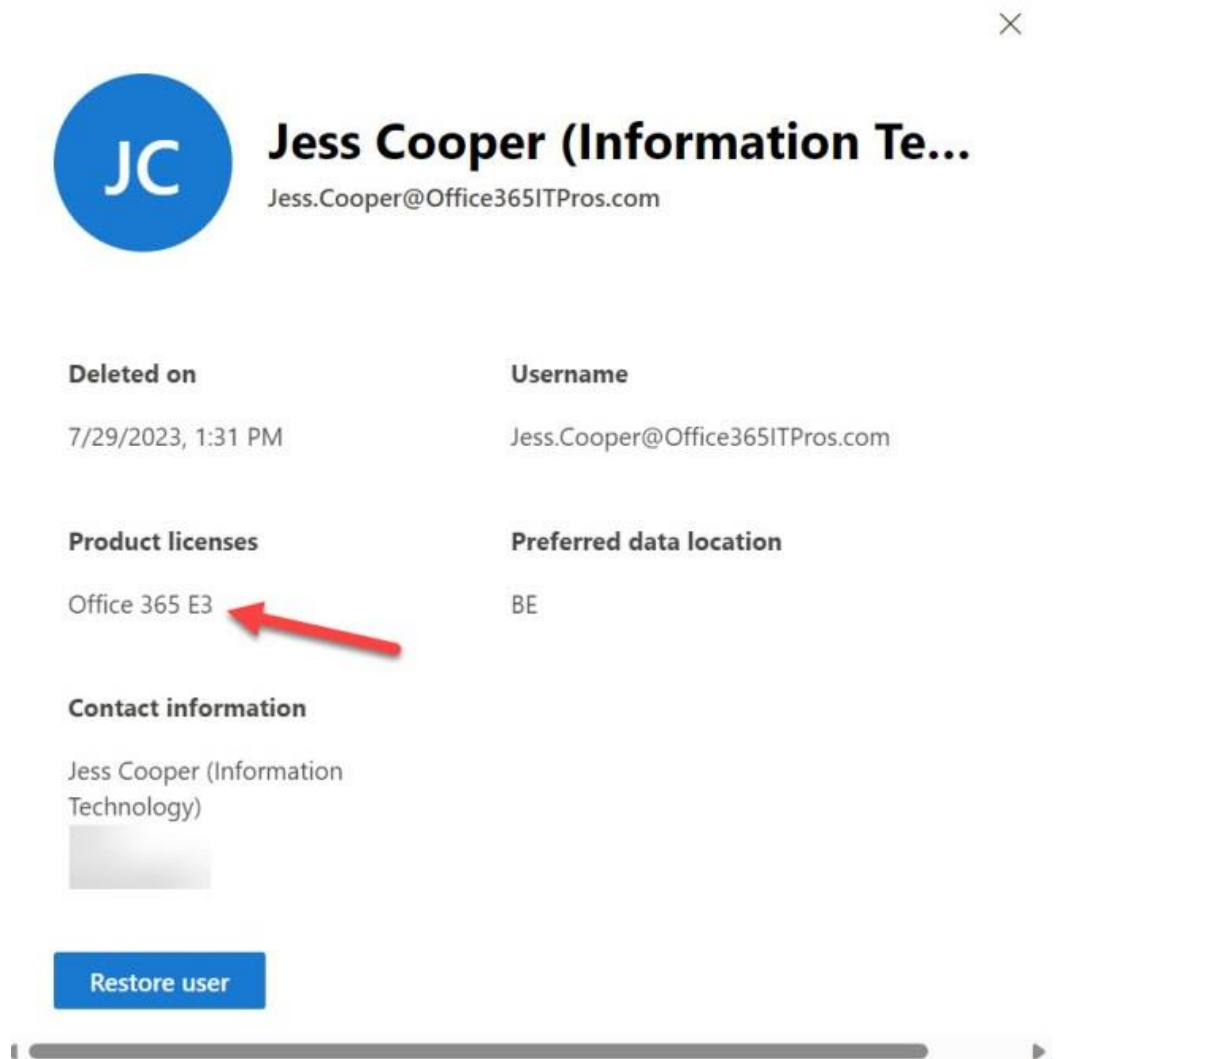 JC
Jess Cooper (Information Te...
Jess.Cooper@Office365ITPros.com
Deleted on
Username
7/29/2023, 1:31 PM
Jess.Cooper@Office365ITPros.com
Product licenses
Preferred data location
Office 365 E3
BE
Contact information
Jess Cooper (Information
Technology)
Restore user